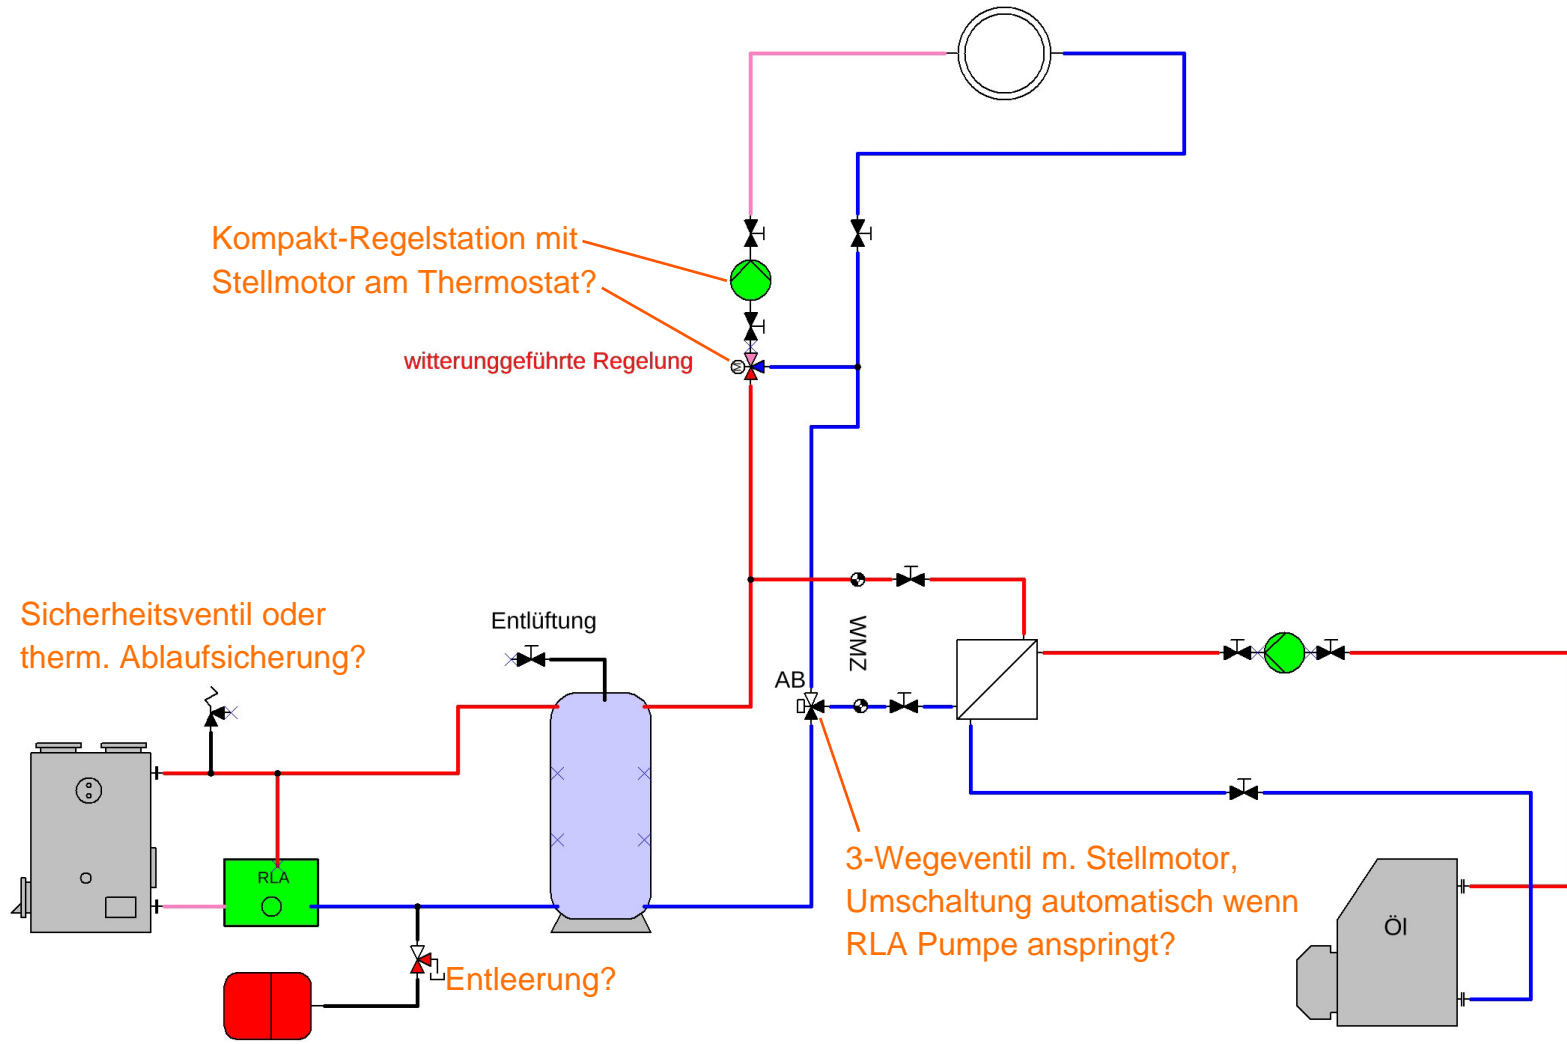 Kompakt-Regelstation mit
Stellmotor am Thermostat?
witterunggeführte Regelung
M
Sicherheitsventil oder
therm. Ablaufsicherung?
Entlüftung
WMZ
AB
RLA
3-Wegeventil m. Stellmotor,
Umschaltung automatisch wenn
RLA Pumpe anspringt?
Öl
Entleerung?